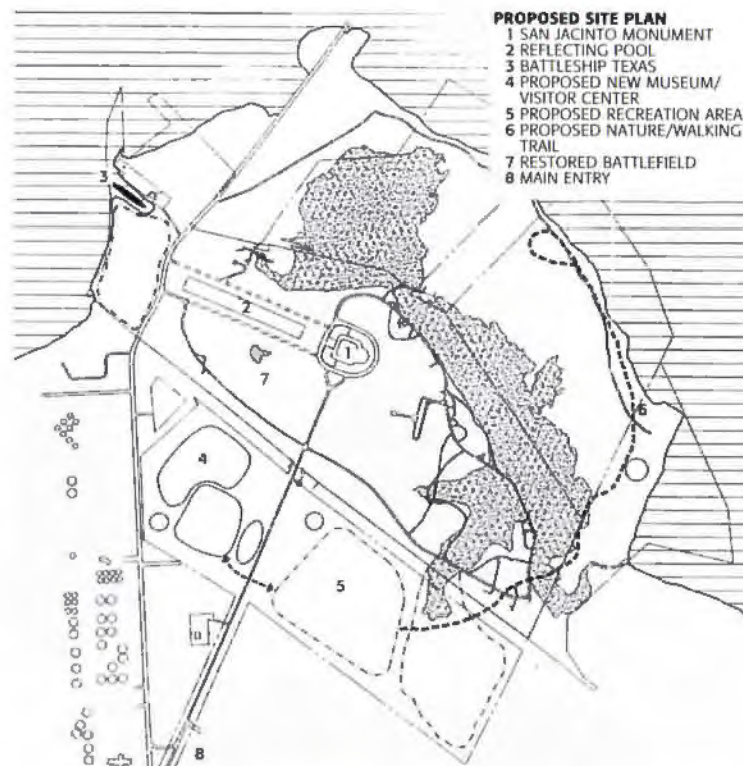 PROPOSED SITE PLAN
1 SAN JACINTO MONUMENT
2 REFLECTING POOL
3 BATTLESHIP TEXAS
4 PROPOSED NEW MUSEUM/
VISITOR CENTER
5 PROPOSED RECREATION AREA
6 PROPOSED NATURE/WALKING
TRAIL
7 RESTORED BATTLEFIELD
8 MAIN ENTRY
3
2
1
7
6
4
5
8